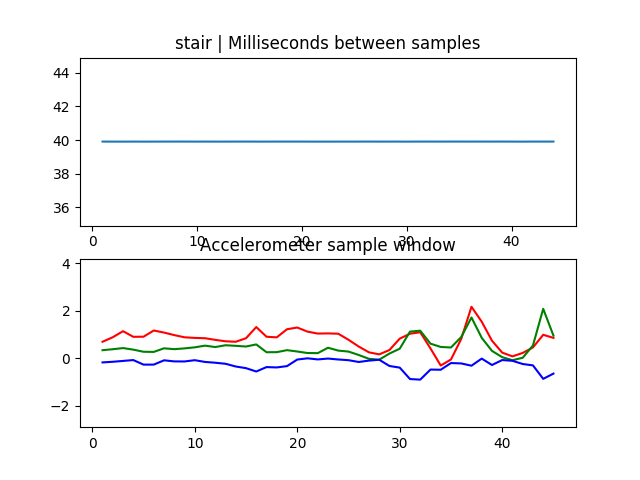 stair | Milliseconds between samples
44
42
40
38
36
0 10 20 30 40
Accelerometer sample window
4
2
0
−2
0 10 20 30 40